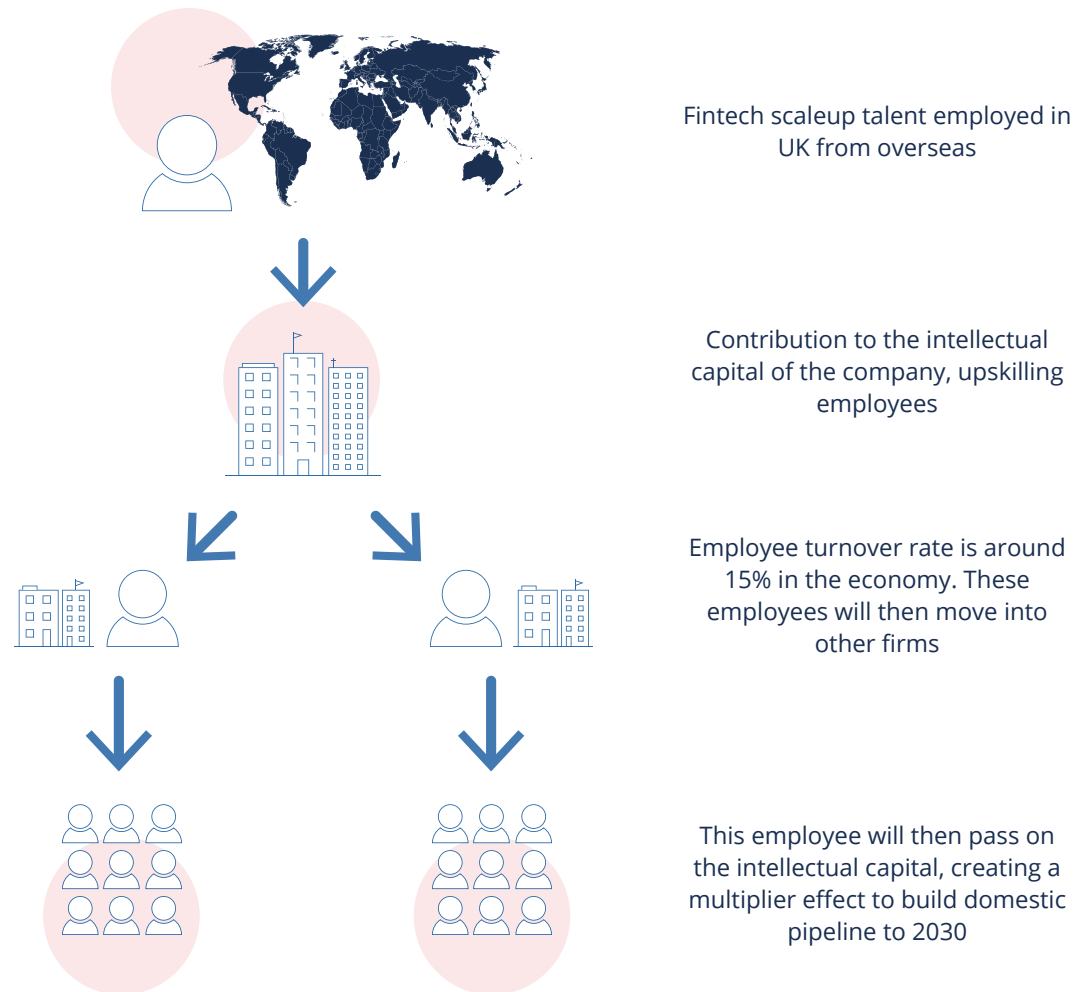 Fintech scaleup talent employed in
UK from overseas
Contribution to the intellectual
capital of the company, upskilling
employees
Employee turnover rate is around
15% in the economy. These
employees will then move into
other firms
This employee will then pass on
the intellectual capital, creating a
multiplier effect to build domestic
pipeline to 2030